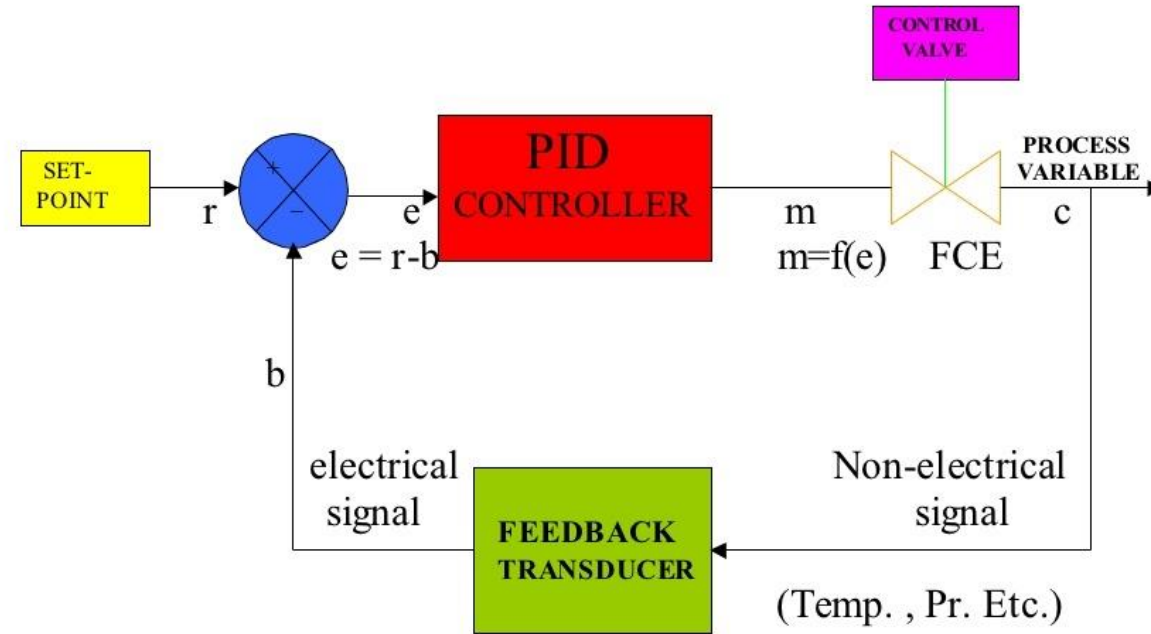 CONTROL
VALVE
SET-
POINT
r
+
−
e
e = r-b
PID
CONTROLLER
m
m=f(e)
FCE
PROCESS
VARIABLE
c
b
electrical
signal
FEEDBACK
TRANSDUCER
Non-electrical
signal
(Temp. , Pr. Etc.)